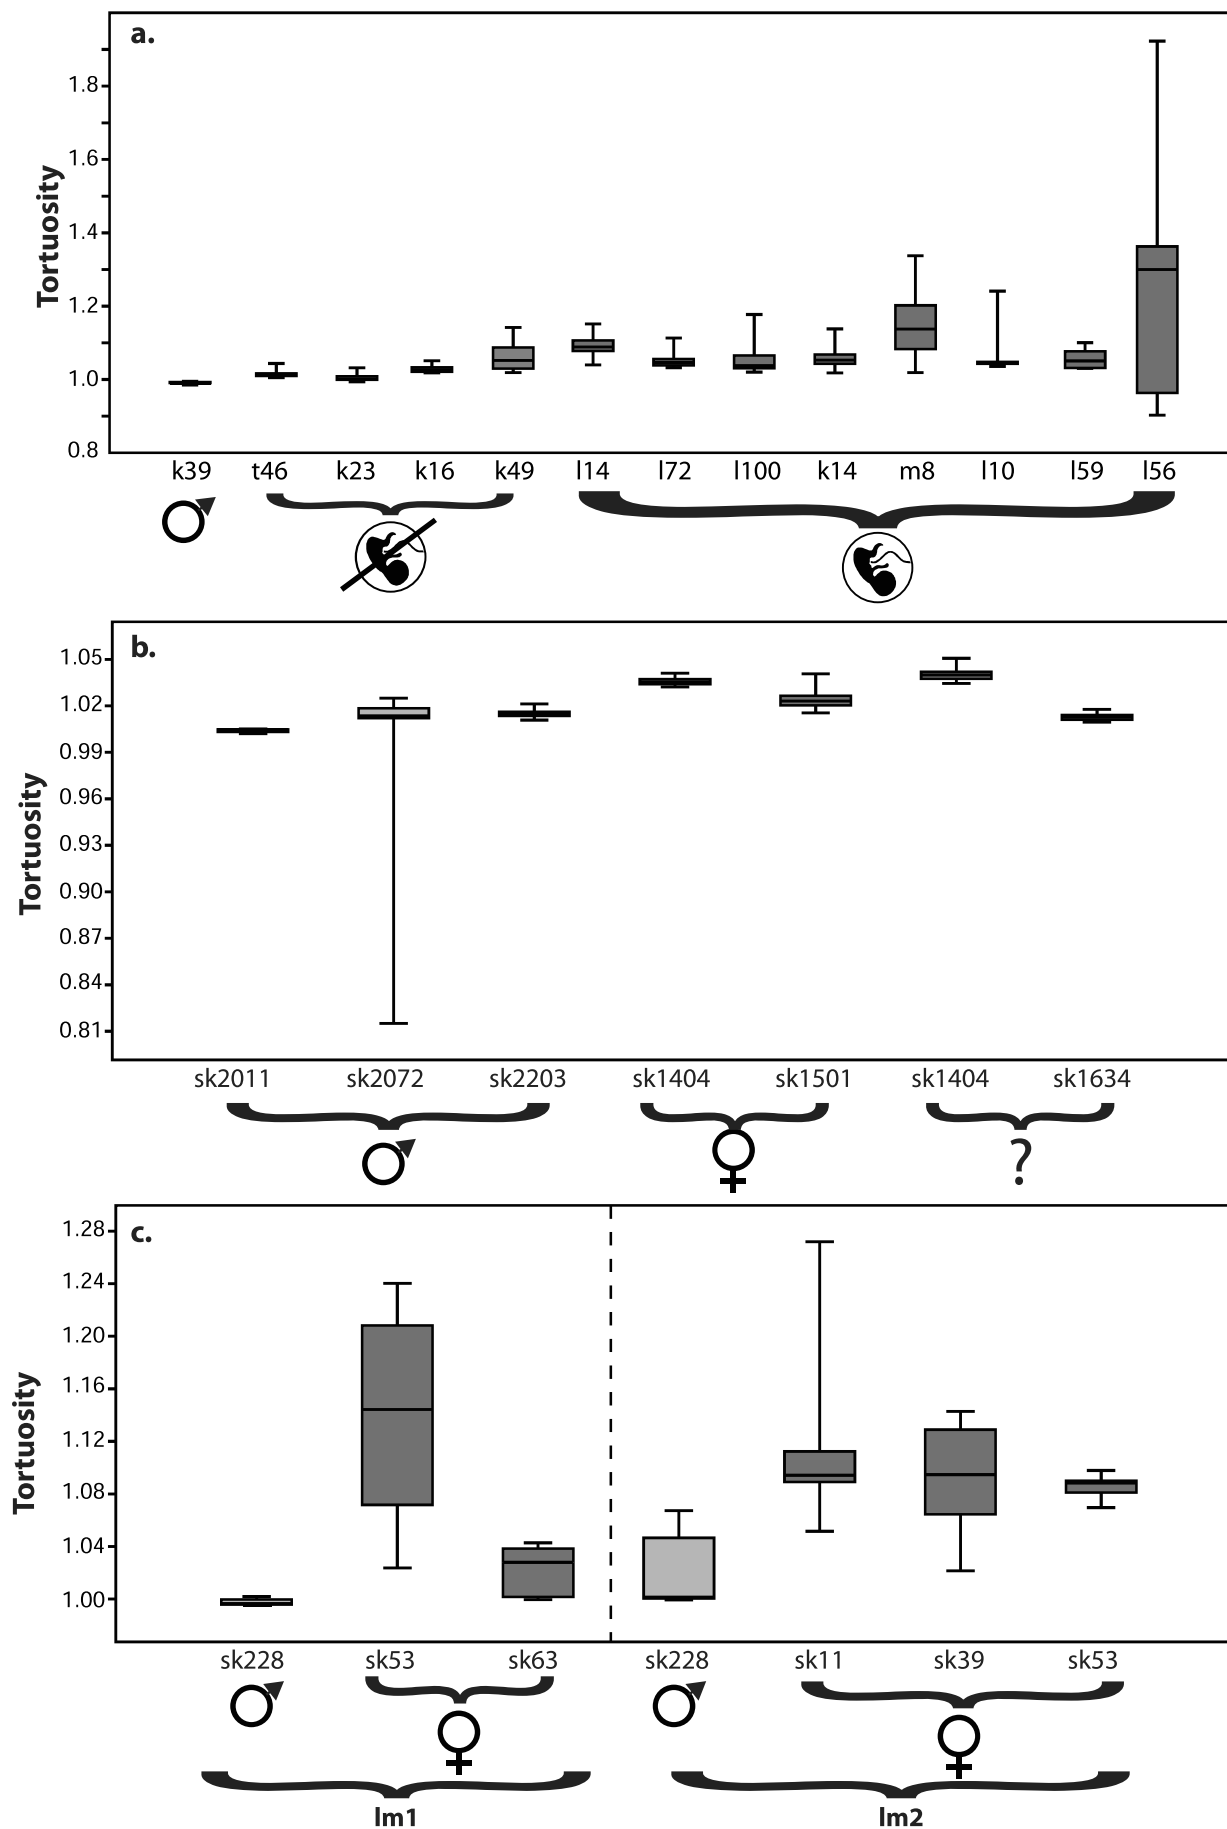 a.
Tortuosity
1.8
1.6
1.4
1.2
1.0
0.8
k39 t46 k23 k16 k49 l14 l72 l100 k14 m8 l10 l59 l56
b.
Tortuosity
1.05
1.02
0.99
0.96
0.93
0.90
0.87
0.84
0.81
sk2011 sk2072 sk2203 sk1404 sk1501 sk1404 sk1634
?
c.
Tortuosity
1.28
1.24
1.20
1.16
1.12
1.08
1.04
1.00
sk228 sk53 sk63 sk228 sk11 sk39 sk53
lm1 lm2